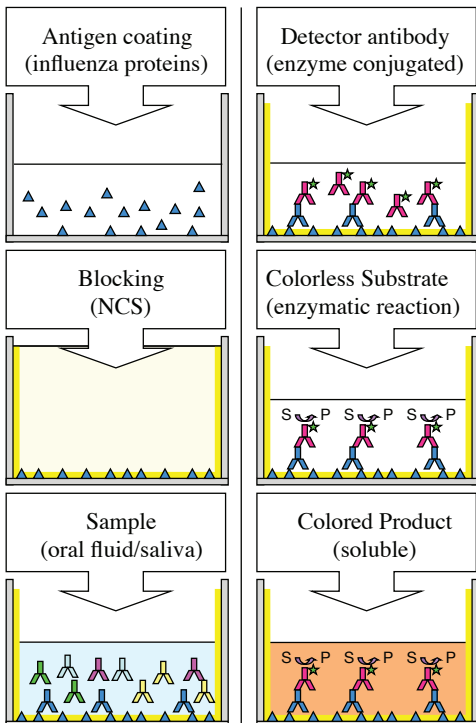 Antigen coating
(influenza proteins)
Blocking
(NCS)
Sample
(oral fluid/saliva)
Detector antibody
(enzyme conjugated)
Colorless Substrate
(enzymatic reaction)
S P S P S P
Colored Product
(soluble)
S P S P S P